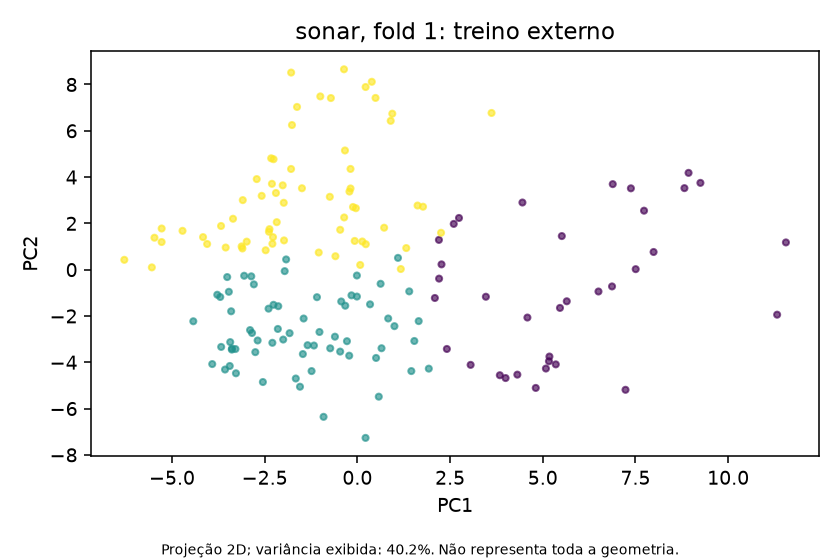 sonar, fold 1: treino externo
8
6
4
2
0
−2
−4
−6
−8
PC2
−5.0 −2.5 0.0 2.5 5.0 7.5 10.0
PC1
Projeção 2D; variância exibida: 40.2%. Não representa toda a geometria.